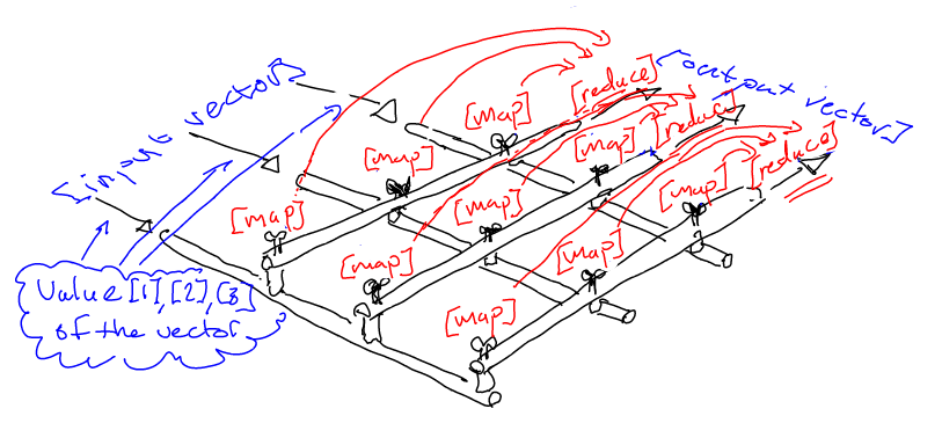 [input vector]
[map]
[map]
[map]
[reduce]
[output vector]
[map]
[map]
[map]
[reduce]
[map]
[map]
[map]
[reduce]
Value [1],[2],[3]
of the vector